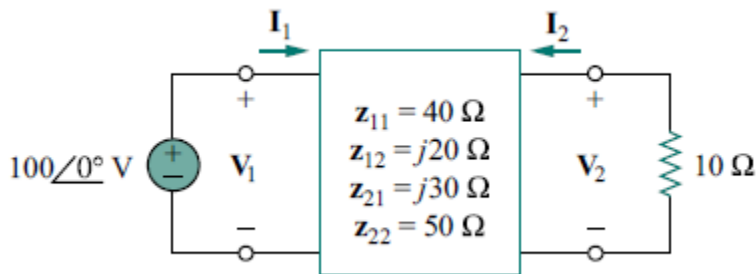 I₁
I₂
+
+
z₁₁ = 40 Ω
z₁₂ = j20 Ω
100∠0° V
+
−
V₁
V₂
10 Ω
z₂₁ = j30 Ω
z₂₂ = 50 Ω
−
−